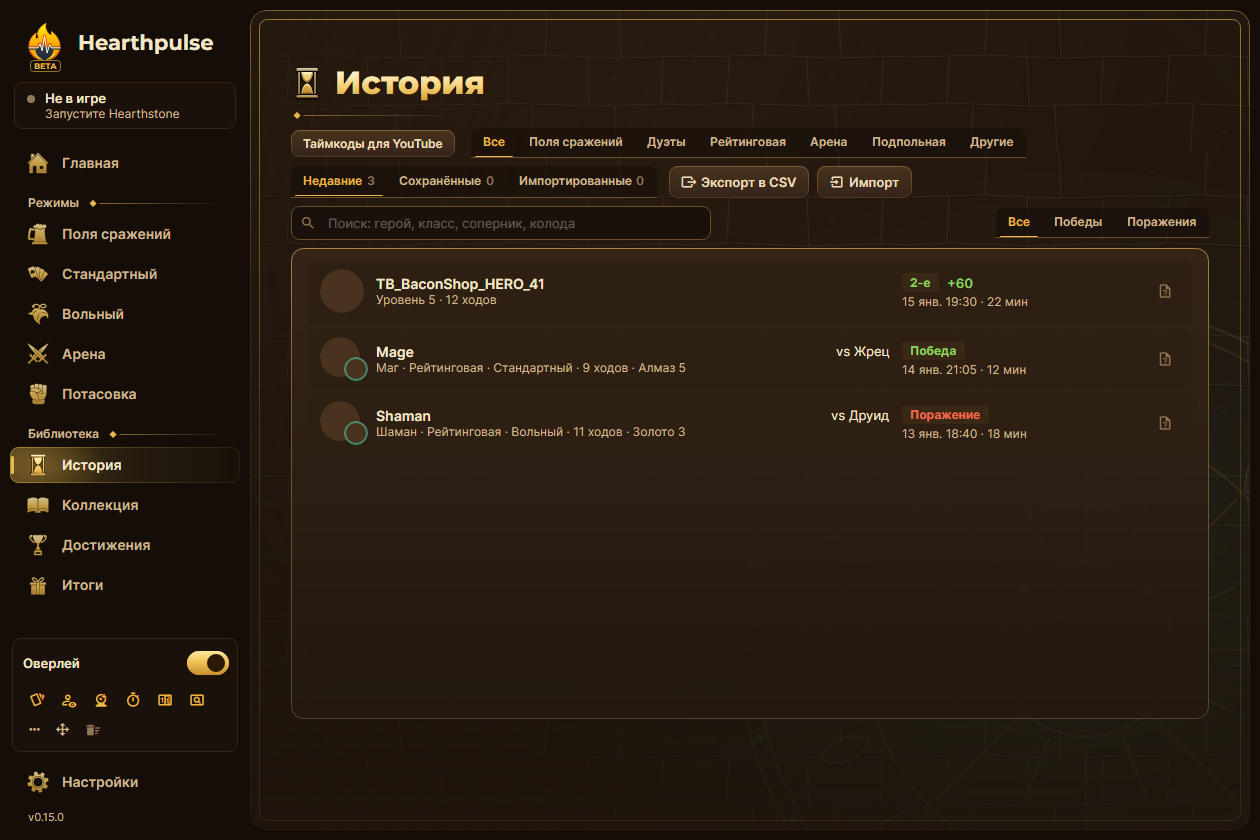 Hearthpulse
BETA
Не в игре
Запустите Hearthstone
Главная
Режимы
Поля сражений
Стандартный
Вольный
Арена
Потасовка
Библиотека
История
Коллекция
Достижения
Итоги
Оверлей
Настройки
v0.15.0
История
Таймкоды для YouTube
Все Поля сражений Дуэты Рейтинговая Арена Подпольная Другие
Недавние 3 Сохранённые 0 Импортированные 0 Экспорт в CSV Импорт
Поиск: герой, класс, соперник, колода
Все Победы Поражения
TB_BaconShop_HERO_41
Уровень 5 · 12 ходов
2-е +60
15 янв. 19:30 · 22 мин
Mage
Маг · Рейтинговая · Стандартный · 9 ходов · Алмаз 5
vs Жрец Победа
14 янв. 21:05 · 12 мин
Shaman
Шаман · Рейтинговая · Вольный · 11 ходов · Золото 3
vs Друид Поражение
13 янв. 18:40 · 18 мин